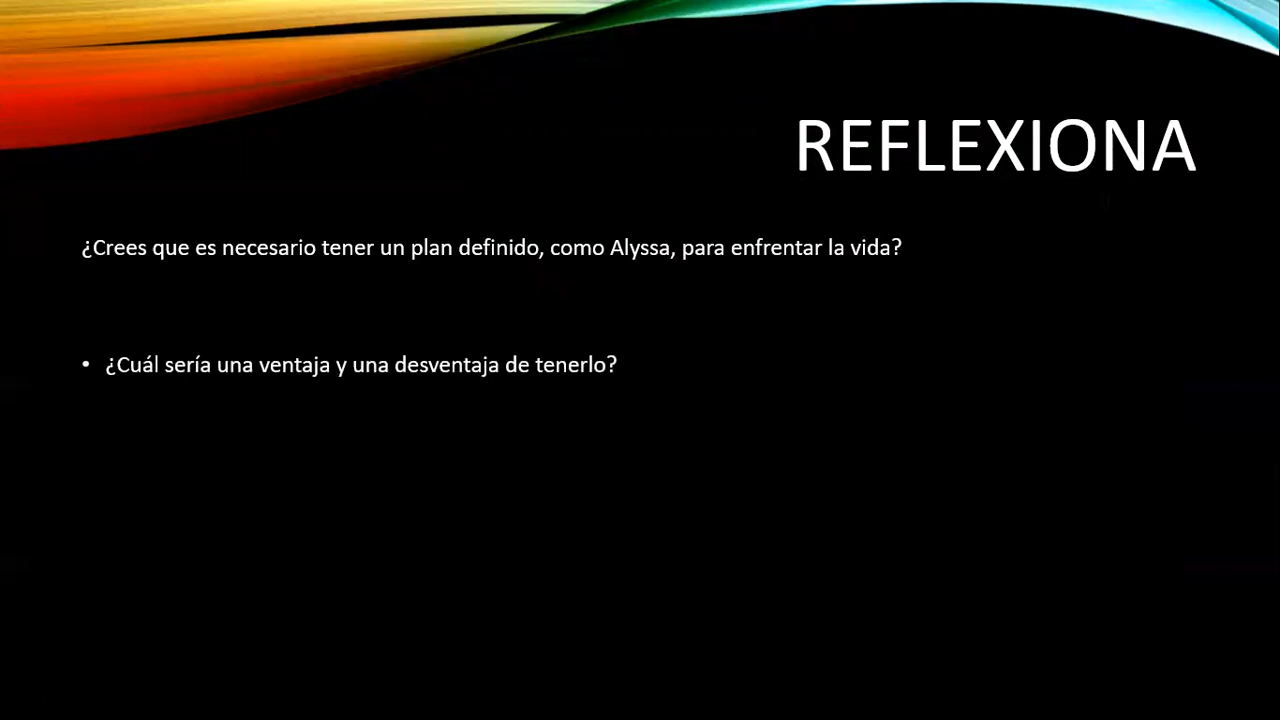 REFLEXIONA
¿Crees que es necesario tener un plan definido, como Alyssa, para enfrentar la vida?
• ¿Cuál sería una ventaja y una desventaja de tenerlo?